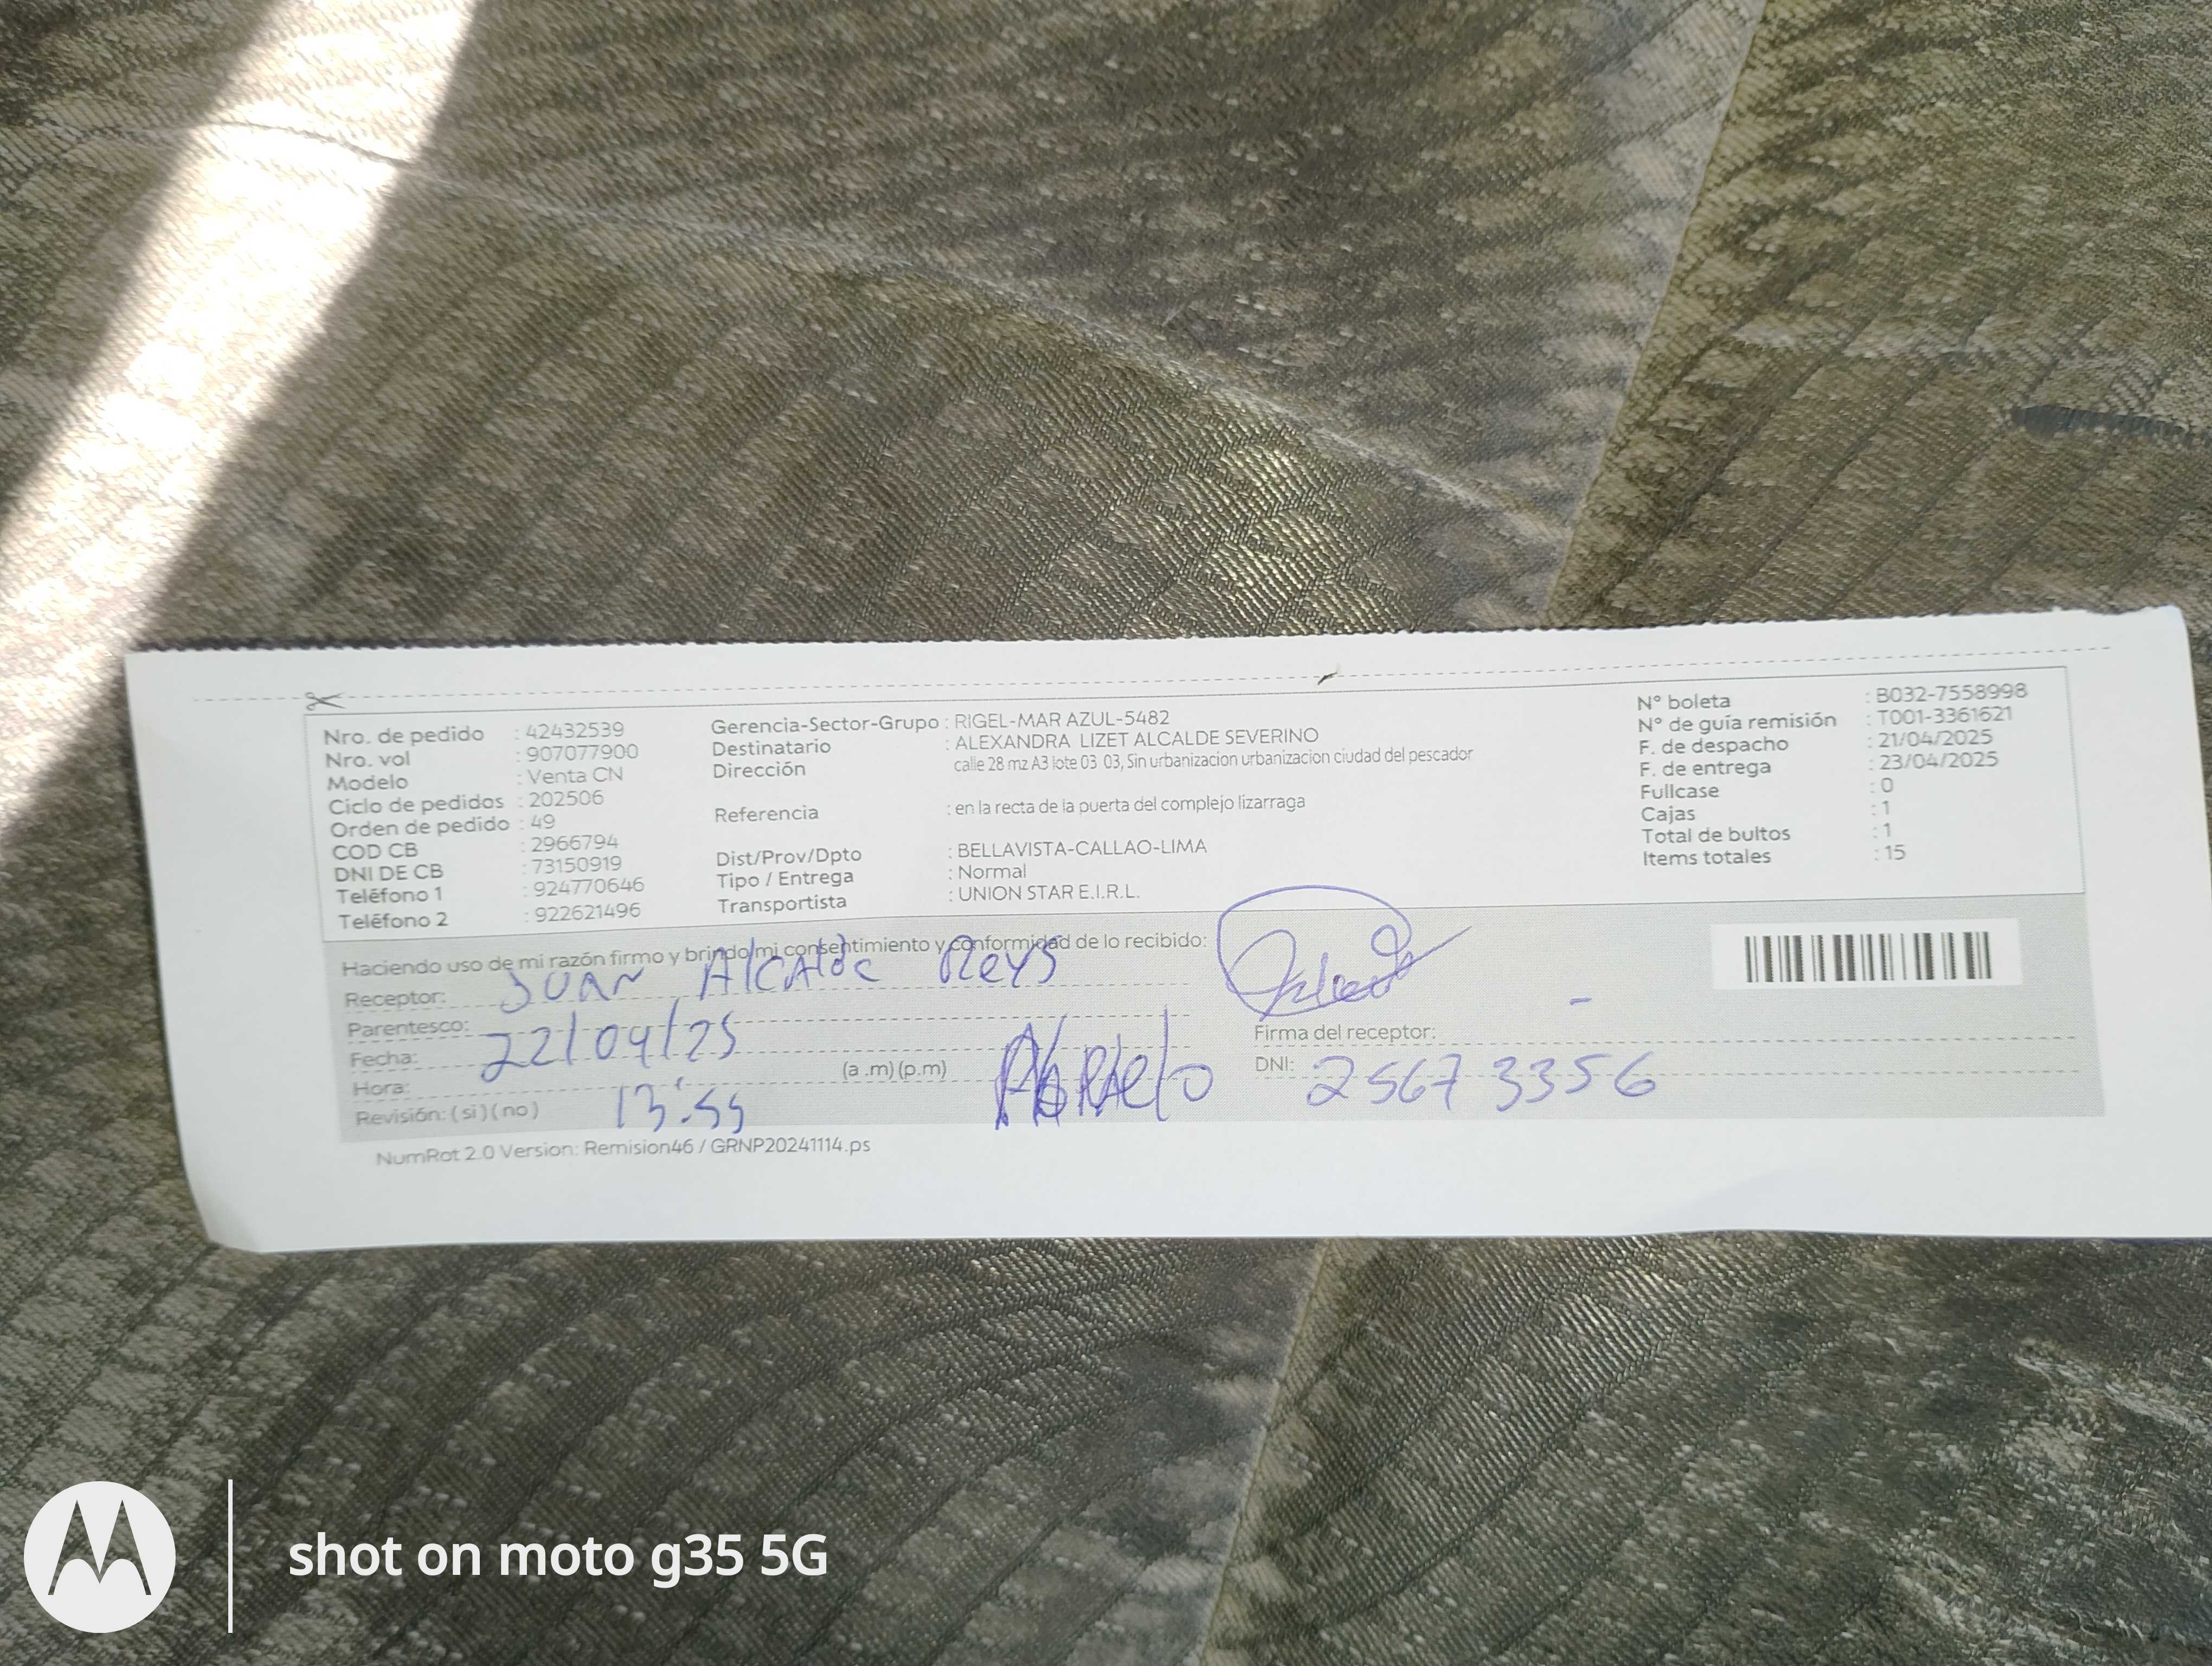 Nro. de pedido : 42432539
Nro. vol : 907077900
Modelo : Venta CN
Ciclo de pedidos : 202506
Orden de pedido : 49
COD CB : 2966794
DNI DE CB : 73150919
Teléfono 1 : 924770646
Teléfono 2 : 922621496
Gerencia-Sector-Grupo : RIGEL-MAR AZUL-5482
Destinatario : ALEXANDRA LIZET ALCALDE SEVERINO
Dirección calle 28 mz A3 lote 03 03, Sin urbanizacion urbanizacion ciudad del pescador
Referencia : en la recta de la puerta del complejo lizarraga
Dist/Prov/Dpto : BELLAVISTA-CALLAO-LIMA
Tipo / Entrega : Normal
Transportista : UNION STAR E.I.R.L.
N° boleta : B032-7558998
N° de guía remisión : T001-3361621
F. de despacho : 21/04/2025
F. de entrega : 23/04/2025
Fullcase : 0
Cajas : 1
Total de bultos : 1
Items totales : 15
Haciendo uso de mi razón firmo y brindo mi consentimiento y conformidad de lo recibido:
Receptor: Juan Alcalde Reys
Parentesco:
Fecha: 22/04/25
Hora: (a .m) (p.m)
Revisión: (si) (no) 13:55
Firma del receptor:
DNI: 25673356
NumRot 2.0 Version: Remision46 / GRNP20241114.ps
shot on moto g35 5G